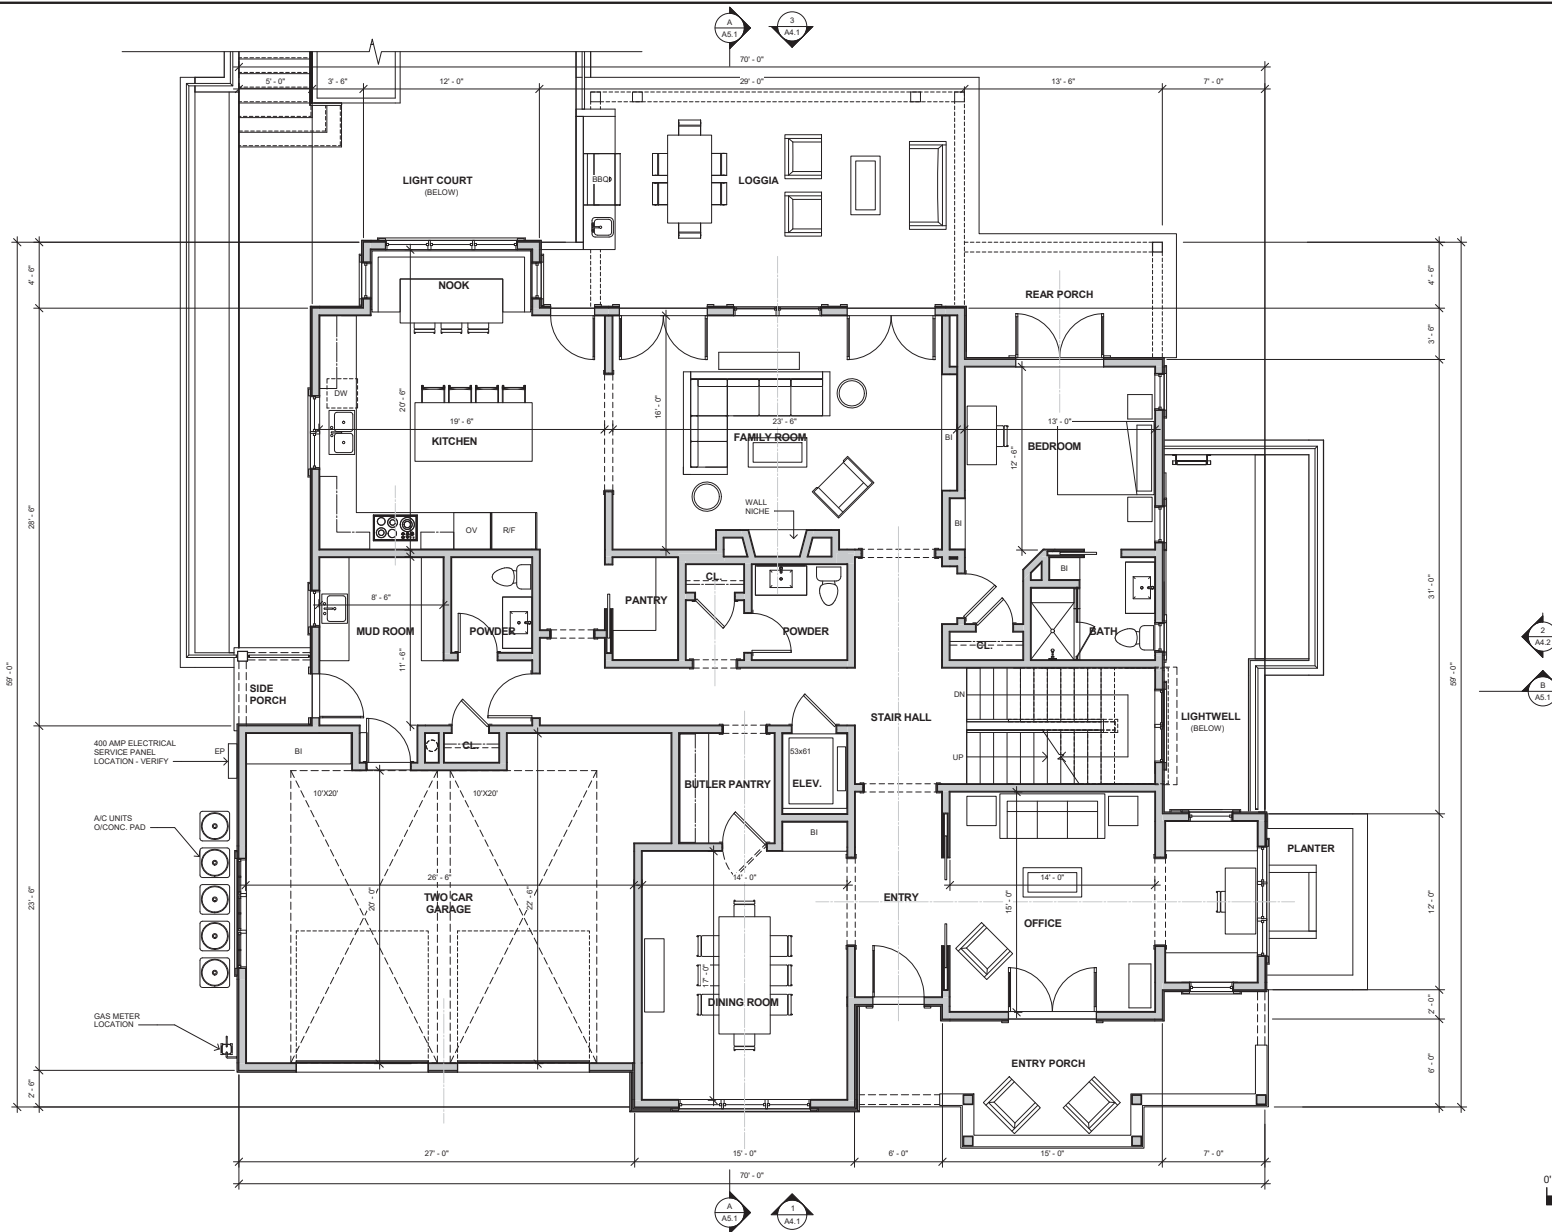 A
A5.1
3
A4.1
70' - 0"
5' - 0"
3' - 6"
12' - 0"
29' - 0"
13' - 6"
7' - 0"
LIGHT COURT
(BELOW)
BBQ
LOGGIA
4' - 6"
NOOK
REAR PORCH
4' - 6"
3' - 6"
DW
20' - 6"
19' - 6"
KITCHEN
16' - 0"
23' - 6"
FAMILY ROOM
BI
13' - 0"
BEDROOM
12' - 6"
28' - 6"
OV
R/F
WALL
NICHE
BI
BI
CL.
PANTRY
8' - 6"
MUD ROOM
POWDER
POWDER
BATH
CL.
31' - 0"
2
A4.2
59' - 0"
11' - 6"
59' - 0"
SIDE
PORCH
DN
B
A5.1
STAIR HALL
LIGHTWELL
(BELOW)
400 AMP ELECTRICAL
SERVICE PANEL
LOCATION - VERIFY
EP
BI
CL.
53x61
UP
BUTLER PANTRY
ELEV.
10'X20'
10'X20'
A/C UNITS
O/CONC. PAD
BI
PLANTER
26' - 6"
14' - 0"
14' - 0"
23' - 6"
20' - 0"
TWO CAR
GARAGE
22' - 6"
ENTRY
15' - 0"
OFFICE
12' - 0"
17' - 0"
DINING ROOM
GAS METER
LOCATION
2' - 0"
ENTRY PORCH
6' - 0"
2' - 6"
27' - 0"
15' - 0"
6' - 0"
15' - 0"
7' - 0"
70' - 0"
A
A5.1
1
A4.1
0'